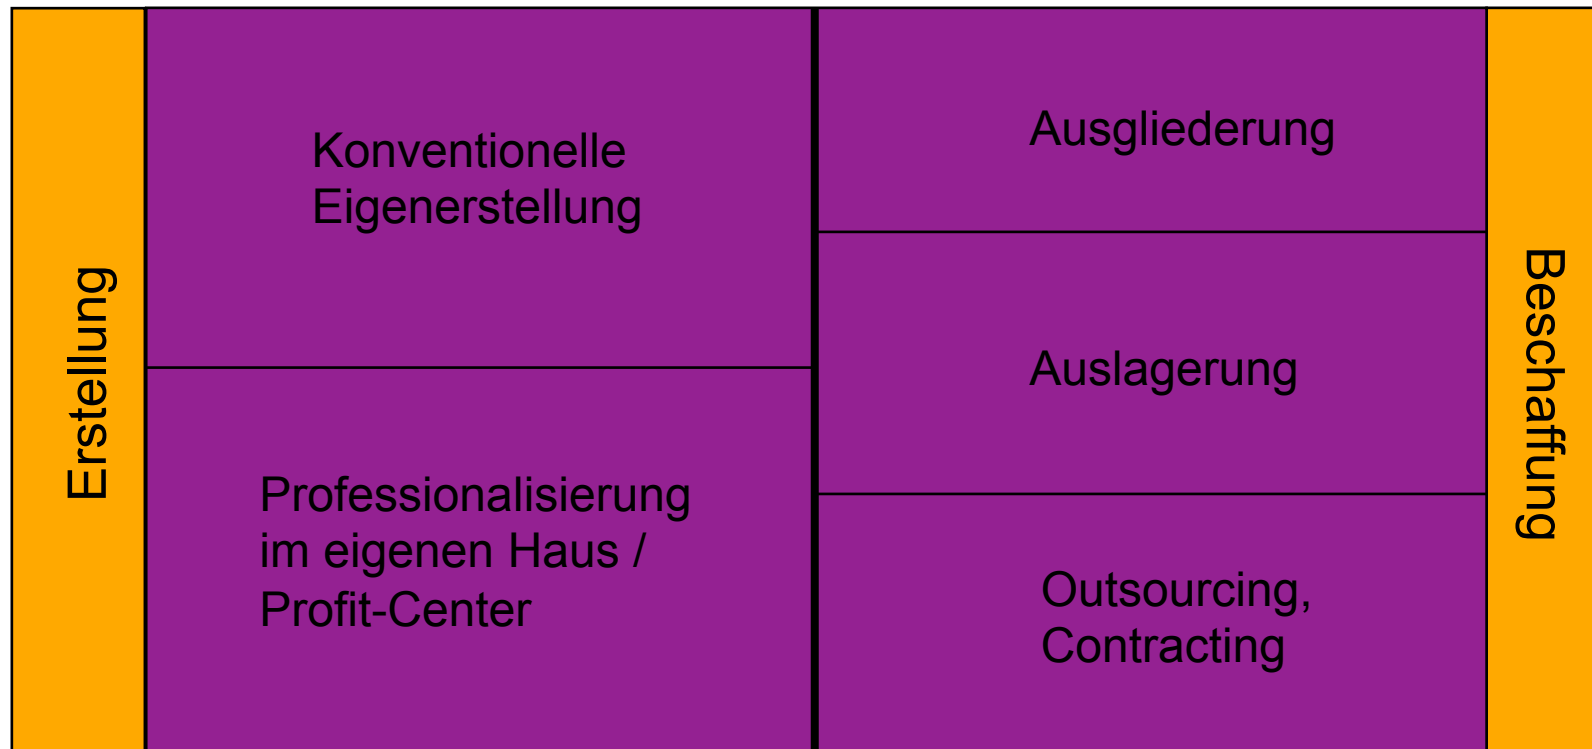 Erstellung
Konventionelle
Eigenerstellung
Professionalisierung
im eigenen Haus /
Profit-Center
Ausgliederung
Auslagerung
Outsourcing,
Contracting
Beschaffung